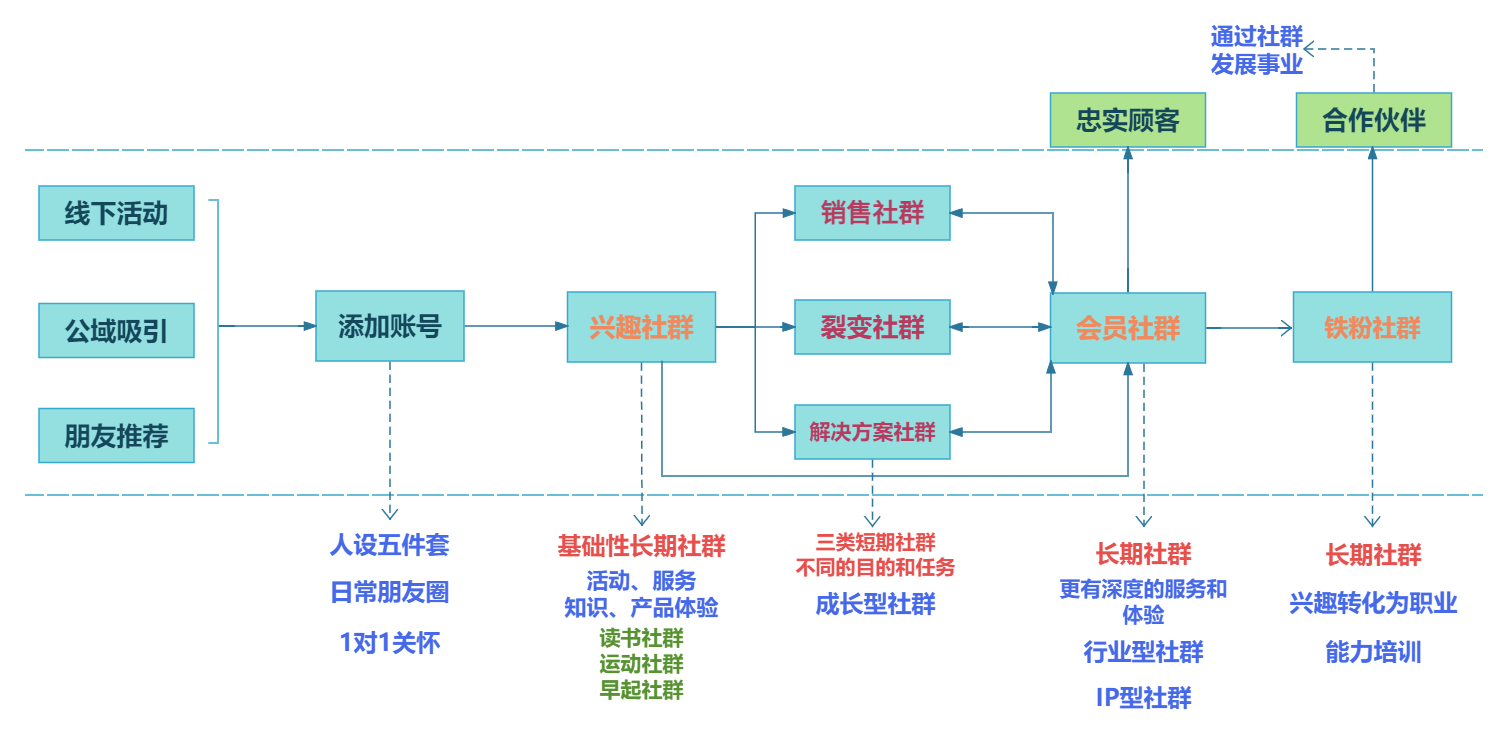 通过社群
发展事业
忠实顾客
合作伙伴
线下活动
公域吸引
朋友推荐
添加账号
兴趣社群
销售社群
裂变社群
解决方案社群
会员社群
铁粉社群
人设五件套
日常朋友圈
1对1关怀
基础性长期社群
活动、服务
知识、产品体验
读书社群
运动社群
早起社群
三类短期社群
不同的目的和任务
成长型社群
长期社群
更有深度的服务和
体验
行业型社群
IP型社群
长期社群
兴趣转化为职业
能力培训